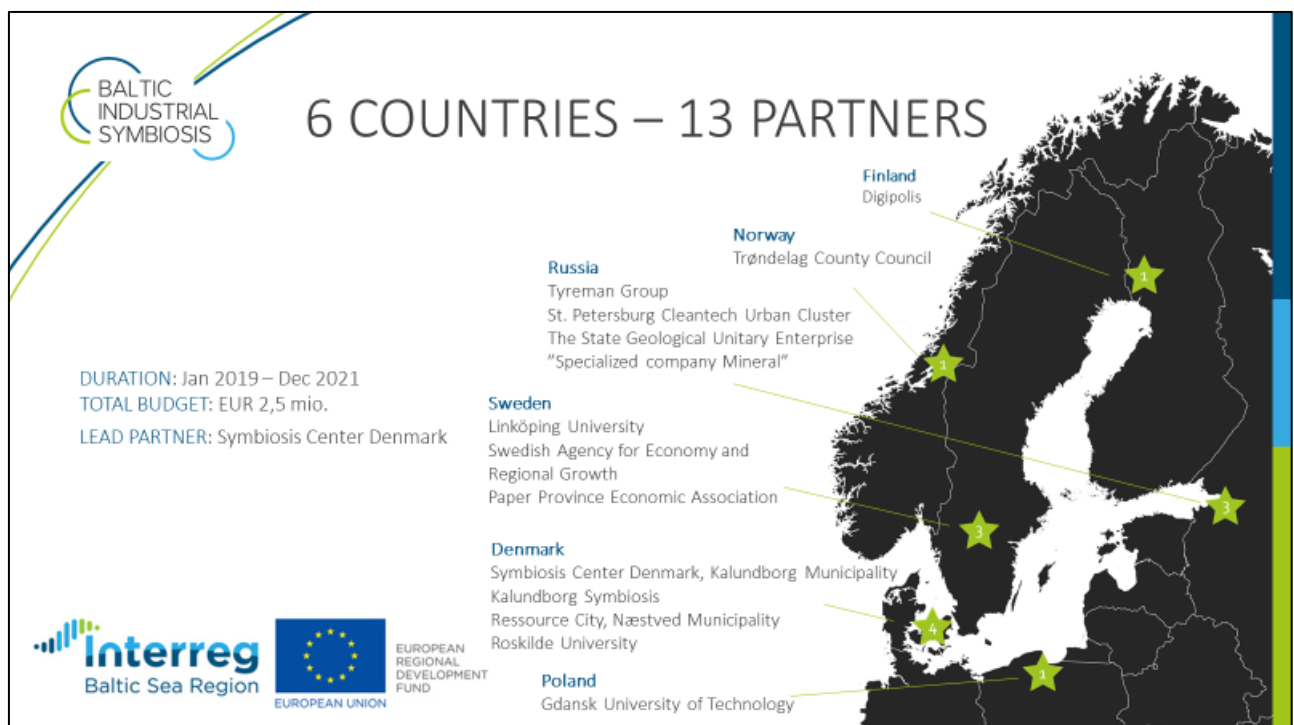 BALTIC
INDUSTRIAL
SYMBIOSIS
6 COUNTRIES – 13 PARTNERS
Finland
Digipolis
Norway
Trøndelag County Council
Russia
Tyreman Group
St. Petersburg Cleantech Urban Cluster
The State Geological Unitary Enterprise
”Specialized company Mineral”
DURATION: Jan 2019 – Dec 2021
TOTAL BUDGET: EUR 2,5 mio.
LEAD PARTNER: Symbiosis Center Denmark
Sweden
Linköping University
Swedish Agency for Economy and
Regional Growth
Paper Province Economic Association
Denmark
Symbiosis Center Denmark, Kalundborg Municipality
Kalundborg Symbiosis
Ressource City, Næstved Municipality
Roskilde University
Poland
Gdansk University of Technology
1
1
3
3
4
1
Interreg
Baltic Sea Region
EUROPEAN UNION
EUROPEAN
REGIONAL
DEVELOPMENT
FUND